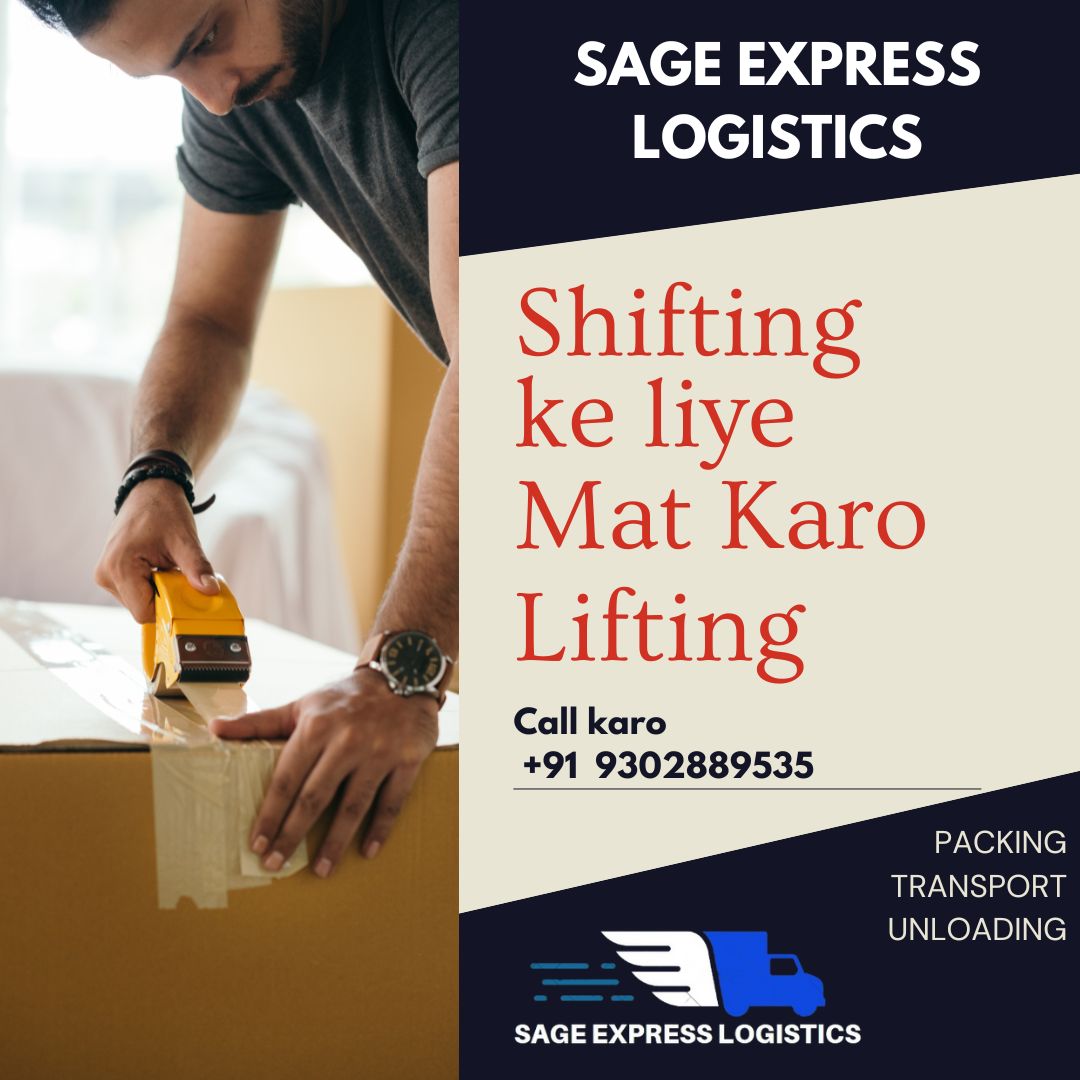 SAGE EXPRESS
LOGISTICS
Shifting
ke liye
Mat Karo
Lifting
Call karo
+91 9302889535
PACKING
TRANSPORT
UNLOADING
SAGE EXPRESS LOGISTICS